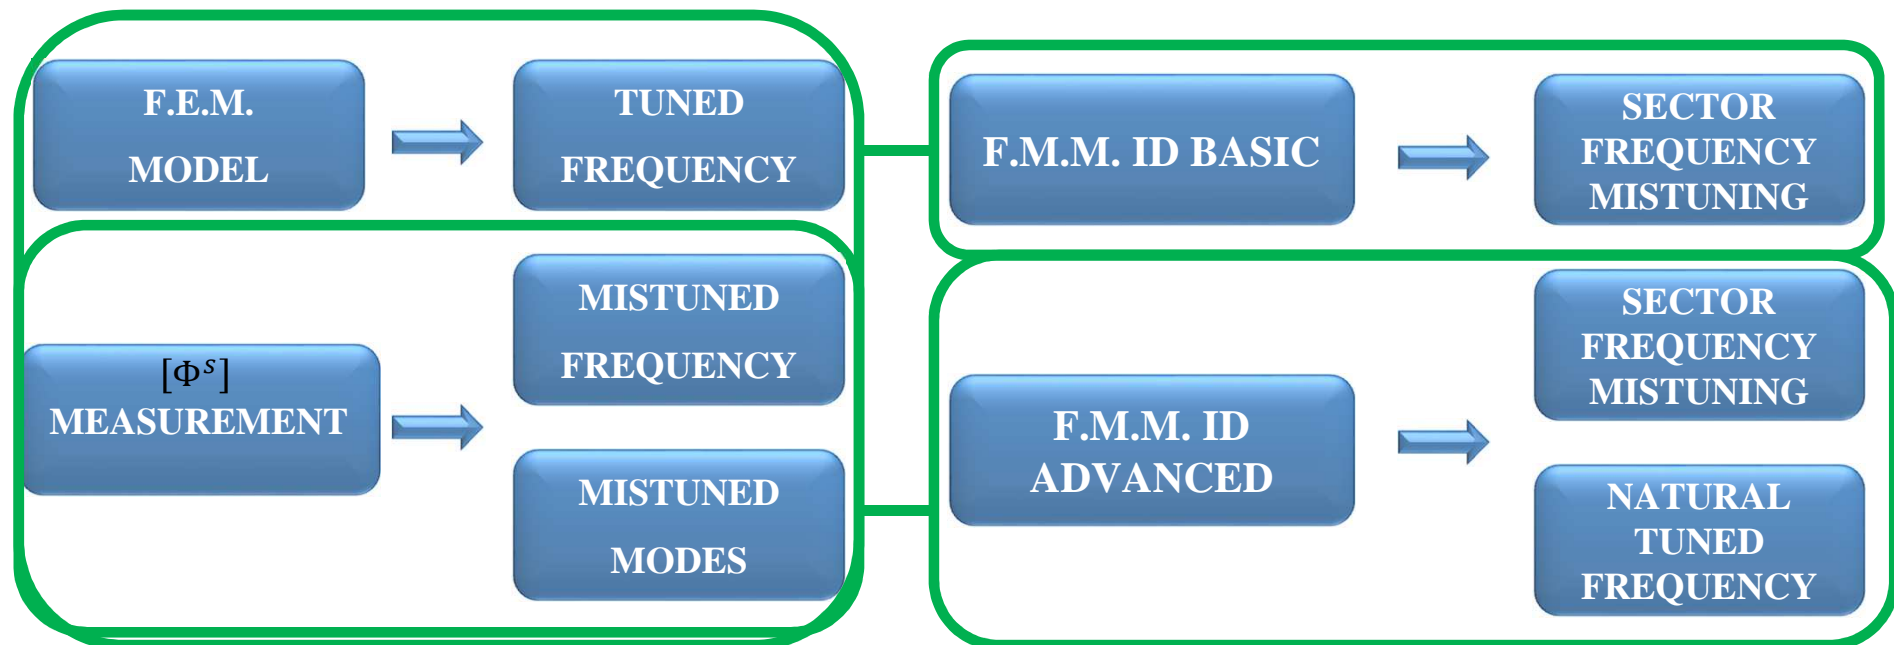 F.E.M.
MODEL
TUNED
FREQUENCY
F.M.M. ID BASIC
SECTOR
FREQUENCY
MISTUNING
[Φˢ]
MEASUREMENT
MISTUNED
FREQUENCY
MISTUNED
MODES
F.M.M. ID
ADVANCED
SECTOR
FREQUENCY
MISTUNING
NATURAL
TUNED
FREQUENCY